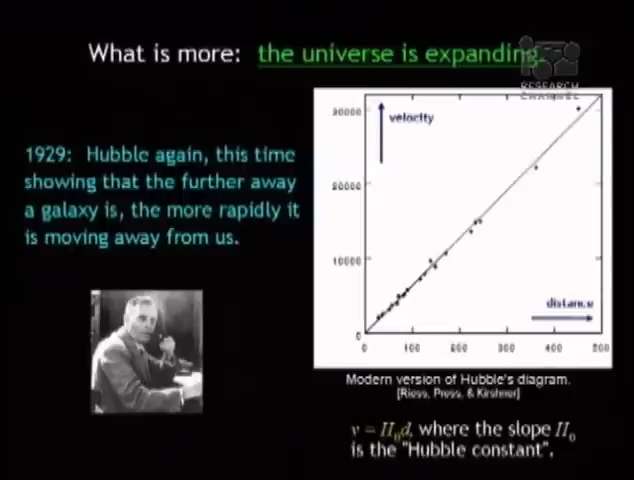 What is more: the universe is expanding.
RESEARCH
CHANNEL
1929: Hubble again, this time
showing that the further away
a galaxy is, the more rapidly it
is moving away from us.
velocity
30000
20000
10000
0
distance
0 100 200 300 400 500
Modern version of Hubble's diagram.
[Riess, Press, & Kirshner]
v = H₀d, where the slope H₀
is the "Hubble constant".